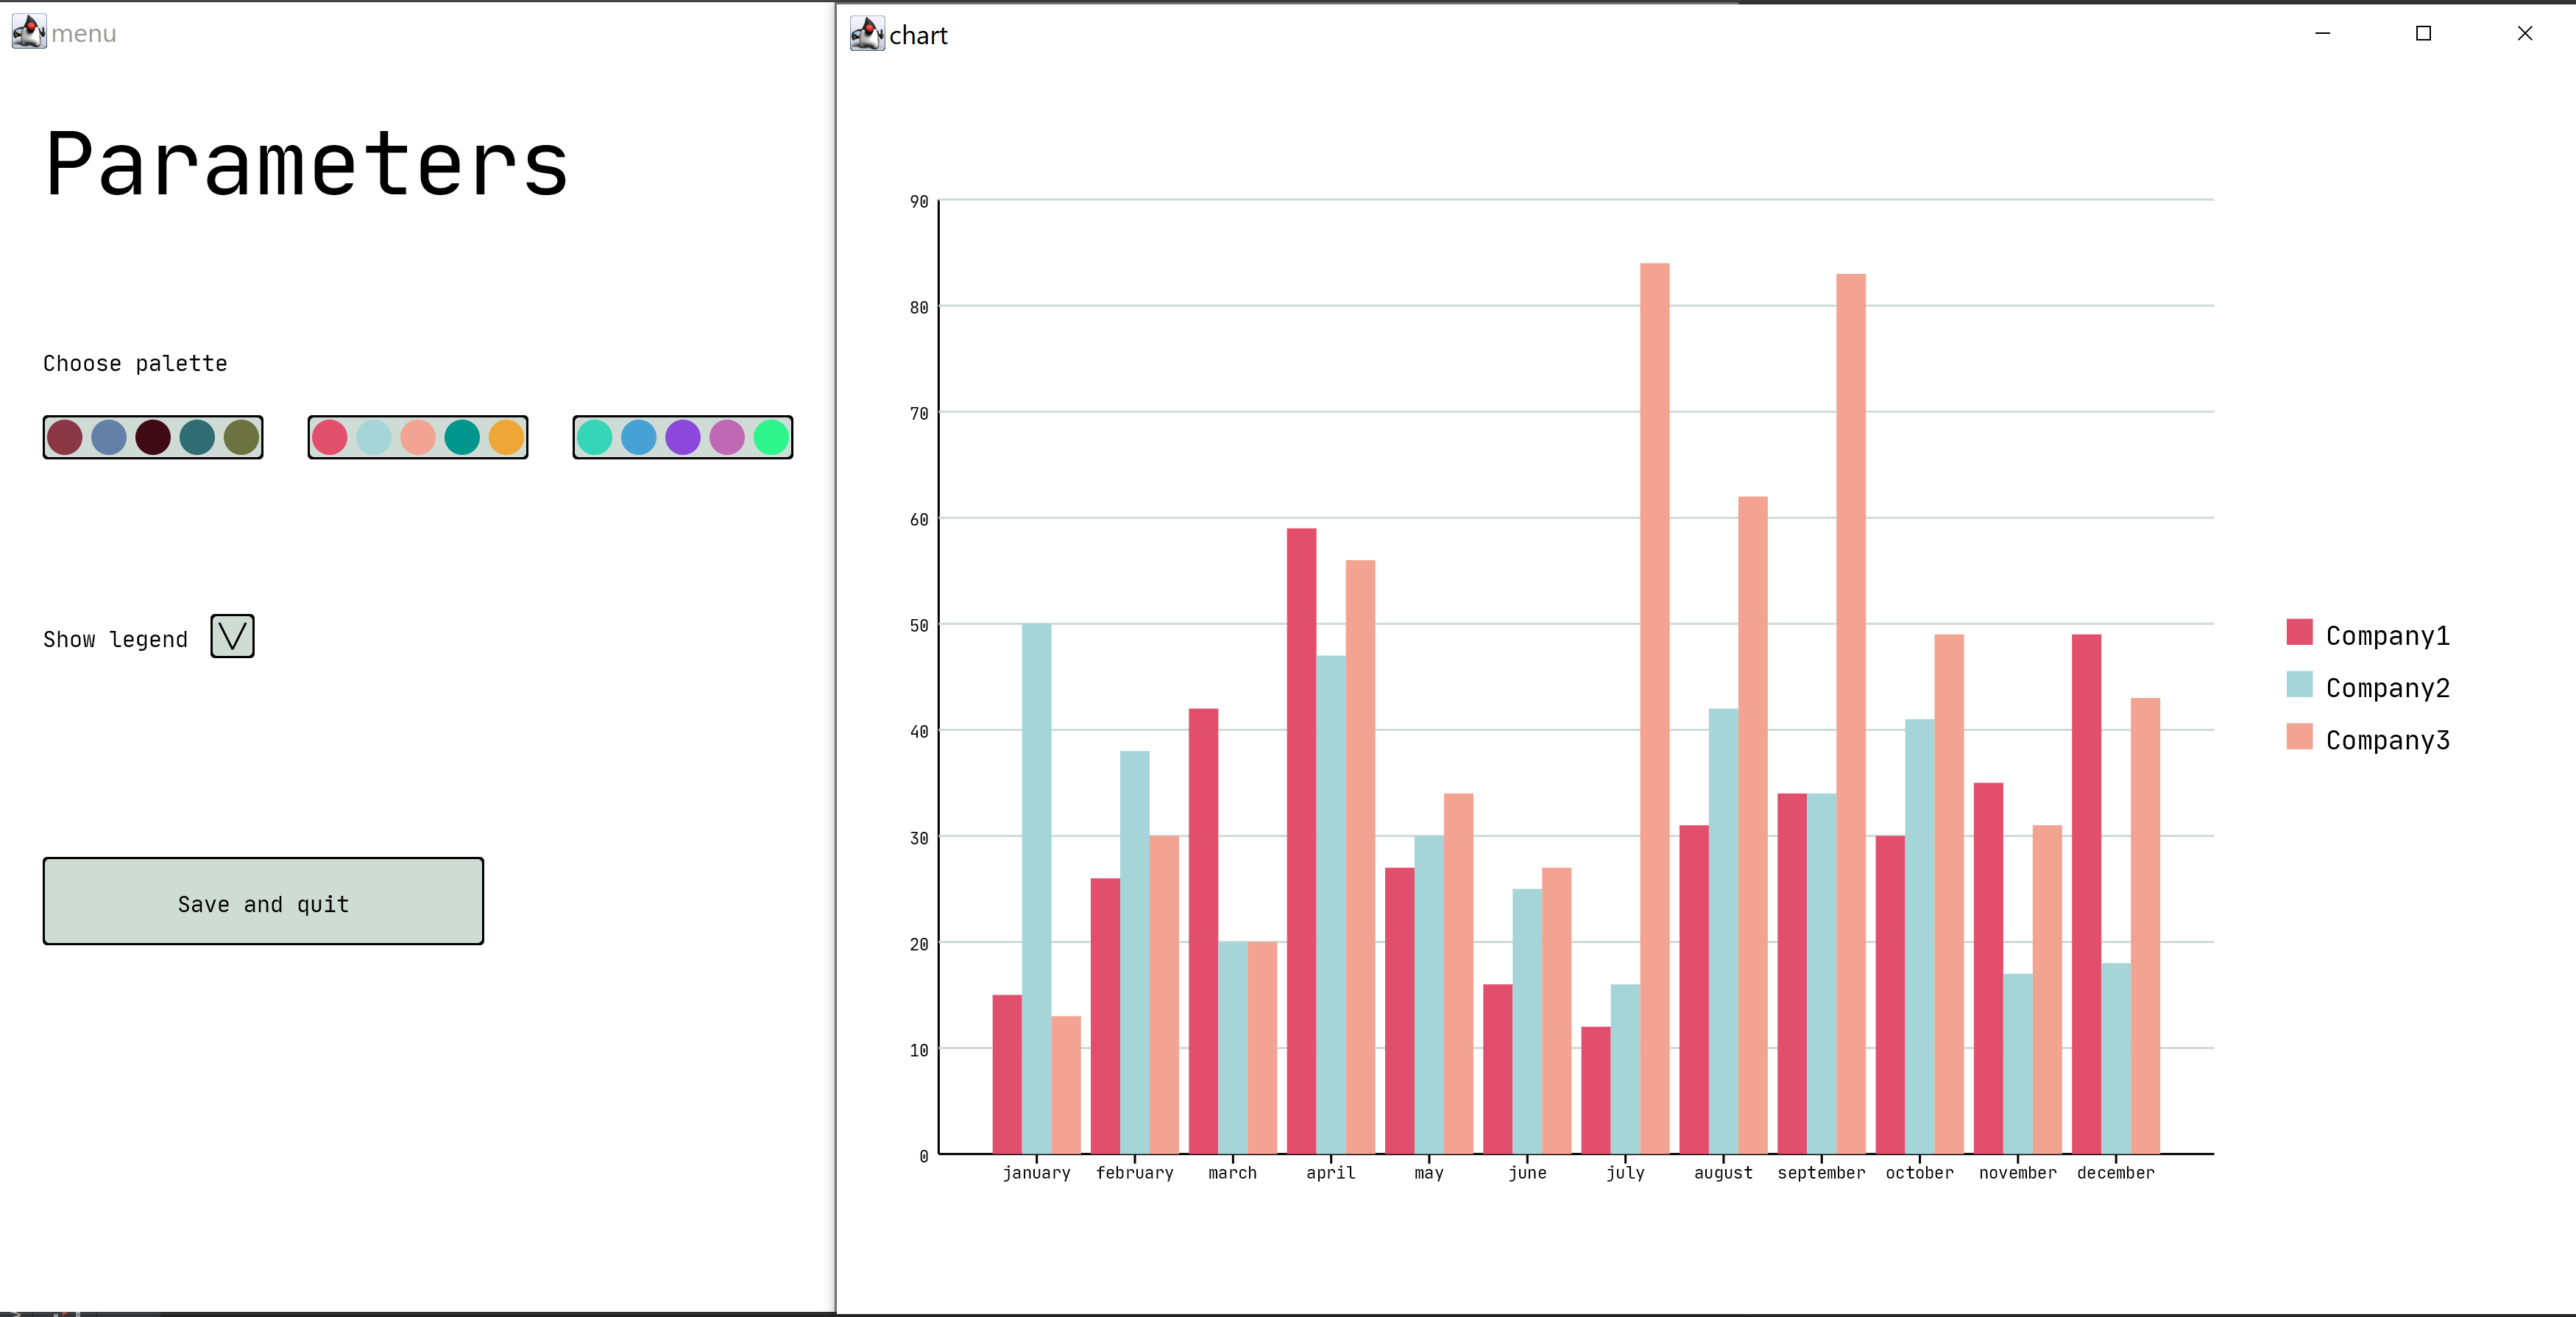 menu
Parameters
Choose palette
Show legend
Save and quit
chart
90
80
70
60
50
40
30
20
10
0
january february march april may june july august september october november december
Company1
Company2
Company3